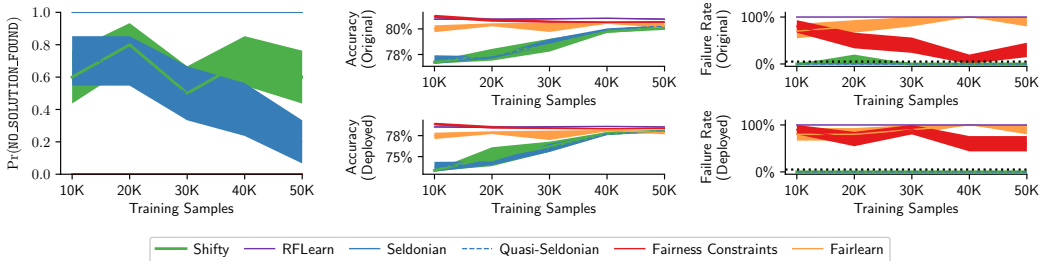 Pr(NO_SOLUTION_FOUND)
1.0
0.8
0.6
0.4
0.2
0.0
10K 20K 30K 40K 50K
Training Samples
Accuracy
(Original)
80%
78%
10K 20K 30K 40K 50K
Training Samples
Accuracy
(Deployed)
78%
75%
10K 20K 30K 40K 50K
Training Samples
Failure Rate
(Original)
100%
0%
10K 20K 30K 40K 50K
Training Samples
Failure Rate
(Deployed)
100%
0%
10K 20K 30K 40K 50K
Training Samples
Shifty RFLearn Seldonian Quasi-Seldonian Fairness Constraints Fairlearn